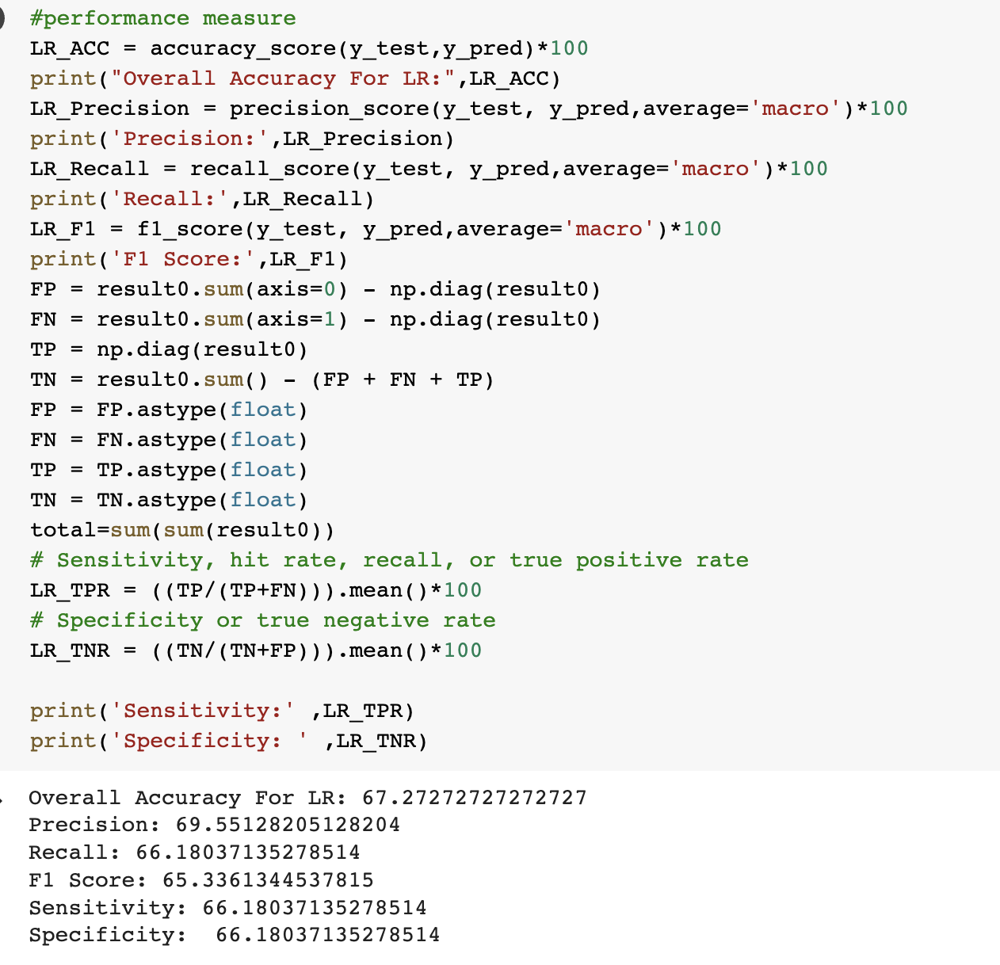 #performance measure
LR_ACC = accuracy_score(y_test,y_pred)*100
print("Overall Accuracy For LR:",LR_ACC)
LR_Precision = precision_score(y_test, y_pred,average='macro')*100
print('Precision:',LR_Precision)
LR_Recall = recall_score(y_test, y_pred,average='macro')*100
print('Recall:',LR_Recall)
LR_F1 = f1_score(y_test, y_pred,average='macro')*100
print('F1 Score:',LR_F1)
FP = result0.sum(axis=0) - np.diag(result0)
FN = result0.sum(axis=1) - np.diag(result0)
TP = np.diag(result0)
TN = result0.sum() - (FP + FN + TP)
FP = FP.astype(float)
FN = FN.astype(float)
TP = TP.astype(float)
TN = TN.astype(float)
total=sum(sum(result0))
# Sensitivity, hit rate, recall, or true positive rate
LR_TPR = ((TP/(TP+FN))).mean()*100
# Specificity or true negative rate
LR_TNR = ((TN/(TN+FP))).mean()*100
print('Sensitivity:' ,LR_TPR)
print('Specificity: ' ,LR_TNR)
Overall Accuracy For LR: 67.27272727272727
Precision: 69.55128205128204
Recall: 66.18037135278514
F1 Score: 65.3361344537815
Sensitivity: 66.18037135278514
Specificity:  66.18037135278514